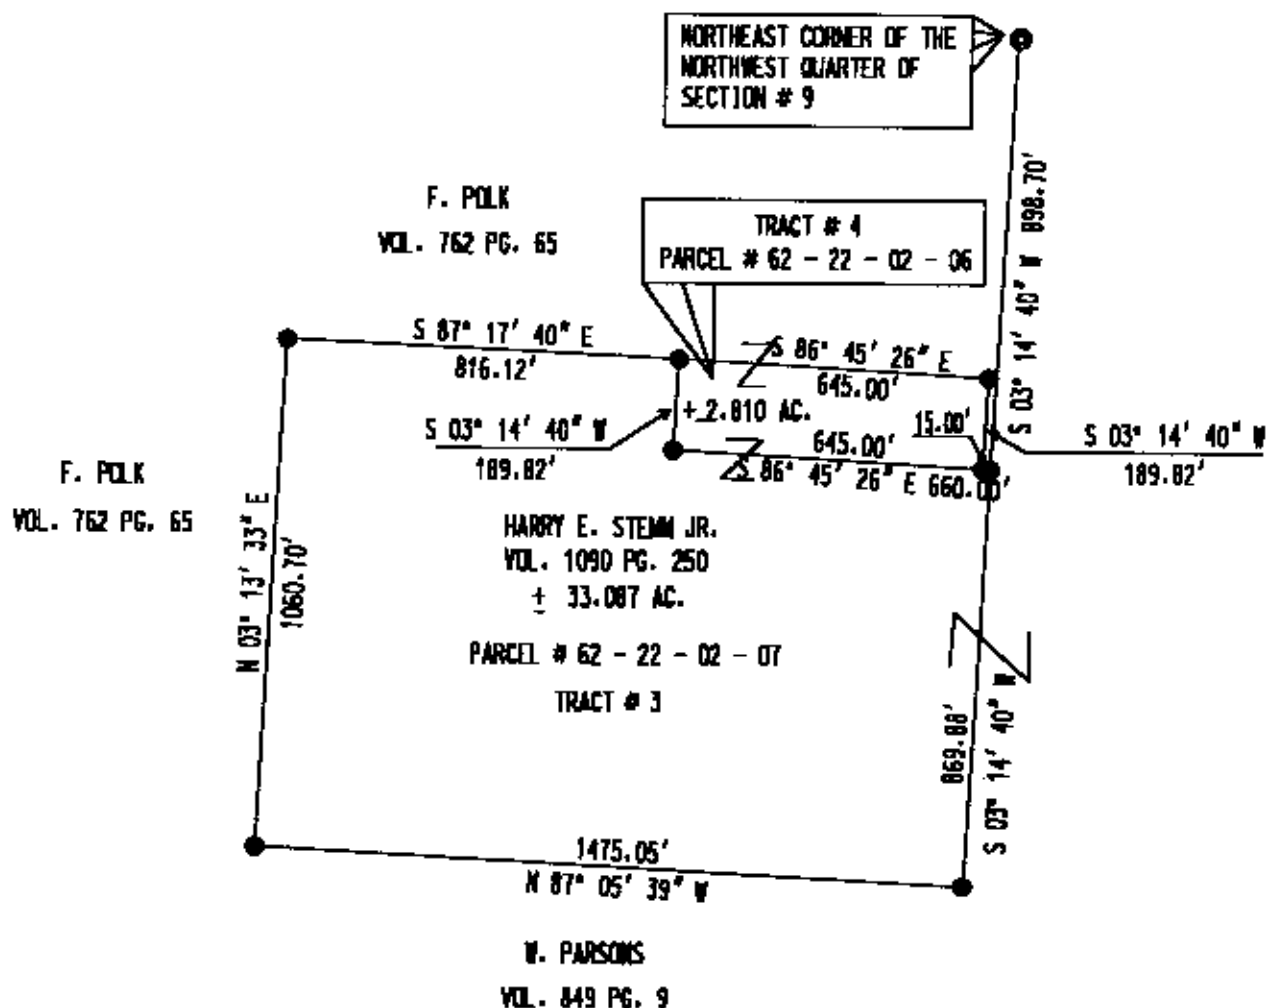 NORTHEAST CORNER OF THE
NORTHWEST QUARTER OF
SECTION # 9
S 03° 14' 40" W 898.70'
F. POLK
VOL. 762 PG. 65
TRACT # 4
PARCEL # 62 - 22 - 02 - 06
S 87° 17' 40" E
816.12'
S 86° 45' 26" E
645.00'
± 2.810 AC.
S 03° 14' 40" W
189.82'
15.00'
645.00'
S 86° 45' 26" E 660.00'
S 03° 14' 40" W
189.82'
F. POLK
VOL. 762 PG. 65
N 03° 13' 33" E
1060.70'
HARRY E. STEMM JR.
VOL. 1090 PG. 250
± 33.087 AC.
PARCEL # 62 - 22 - 02 - 07
TRACT # 3
869.88'
S 03° 14' 40" W
1475.05'
N 87° 05' 39" W
W. PARSONS
VOL. 849 PG. 9